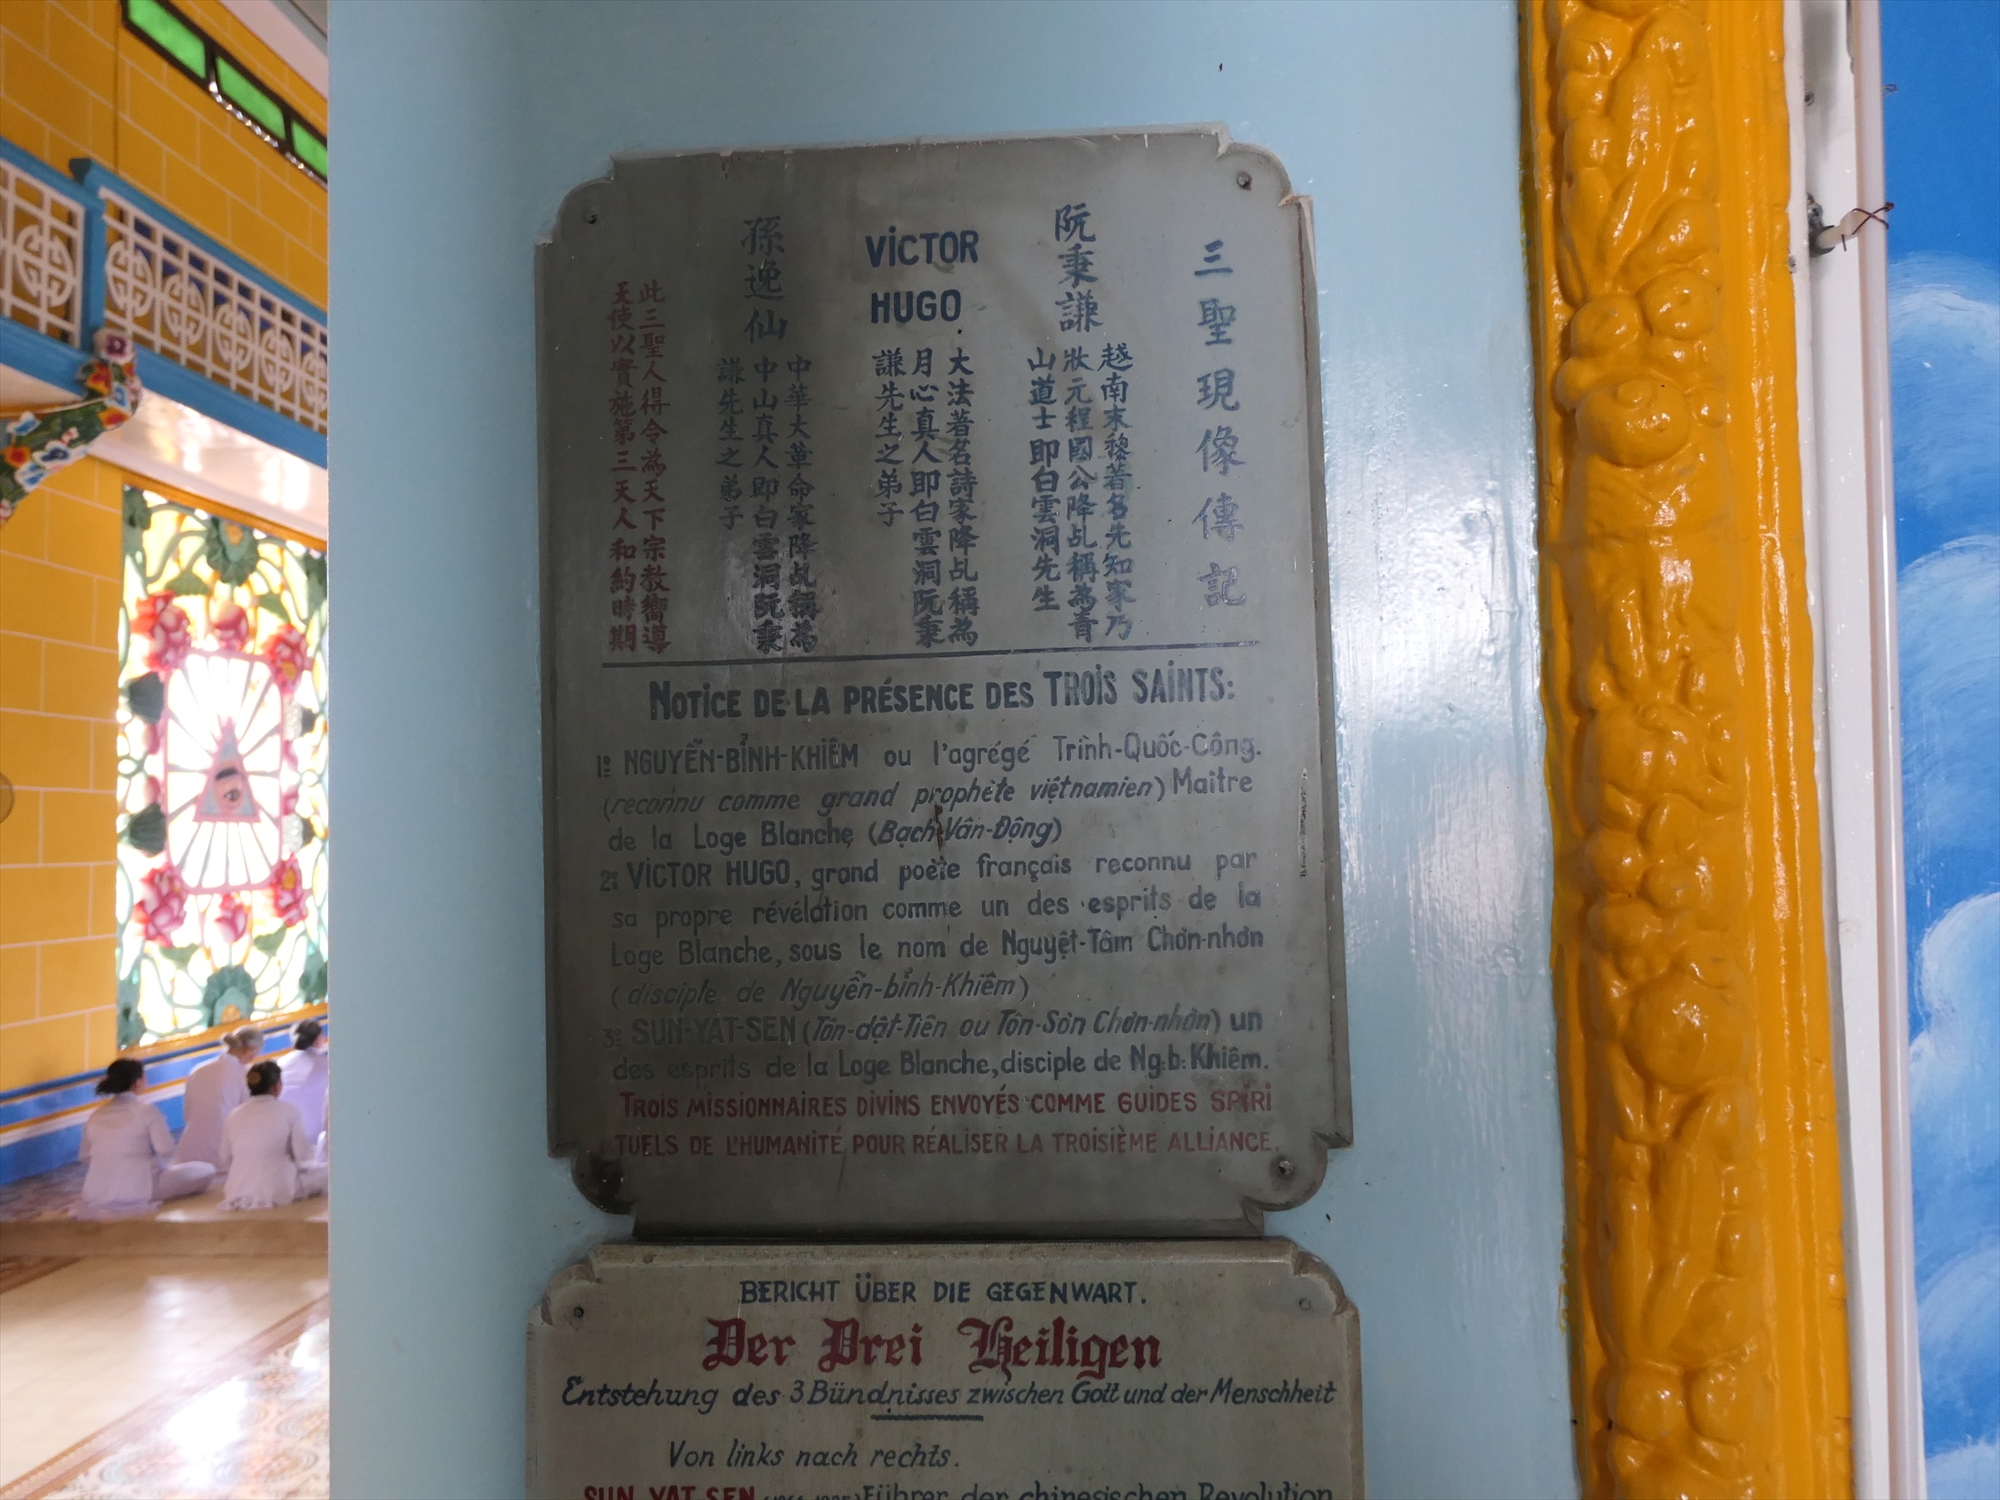 三聖現像傳記
阮秉謙
越南末黎著名先知家乃
狀元程國公降乩稱為青
山道士即白雲洞先生
VICTOR
HUGO
大法著名詩家降乩稱為
月心真人即白雲洞阮秉
謙先生之弟子
孫逸仙
中華大革命家降乩稱為
中山真人即白雲洞阮秉
謙先生之弟子
此三聖人得令為天下宗教嚮導
天使以實施第三天人和約時期
NOTICE DE LA PRÉSENCE DES TROIS SAINTS:
1º NGUYỄN-BỈNH-KHIÊM ou l'agrégé Trình-Quốc-Công.
(reconnu comme grand prophète viêtnamien) Maitre
de la Loge Blanche (Bạch-Vân-Động)
2º VICTOR HUGO, grand poète français reconnu par
sa propre révélation comme un des esprits de la
Loge Blanche, sous le nom de Nguyệt-Tâm Chơn-nhơn
(disciple de Nguyễn-bỉnh-Khiêm)
3º SUN-YAT-SEN (Tôn-dật-Tiên ou Tôn-Sơn Chơn-nhơn) un
des esprits de la Loge Blanche, disciple de Ng.b. Khiêm.
TROIS MISSIONNAIRES DIVINS ENVOYÉS COMME GUIDES SPIRI
TUELS DE L'HUMANITÉ POUR RÉALISER LA TROISIÈME ALLIANCE.
BERICHT ÜBER DIE GEGENWART.
Der Drei Heiligen
Entstehung des 3 Bündnisses zwischen Gott und der Menschheit
Von links nach rechts.
SUN YAT SEN Führer der chinesischen Revolution